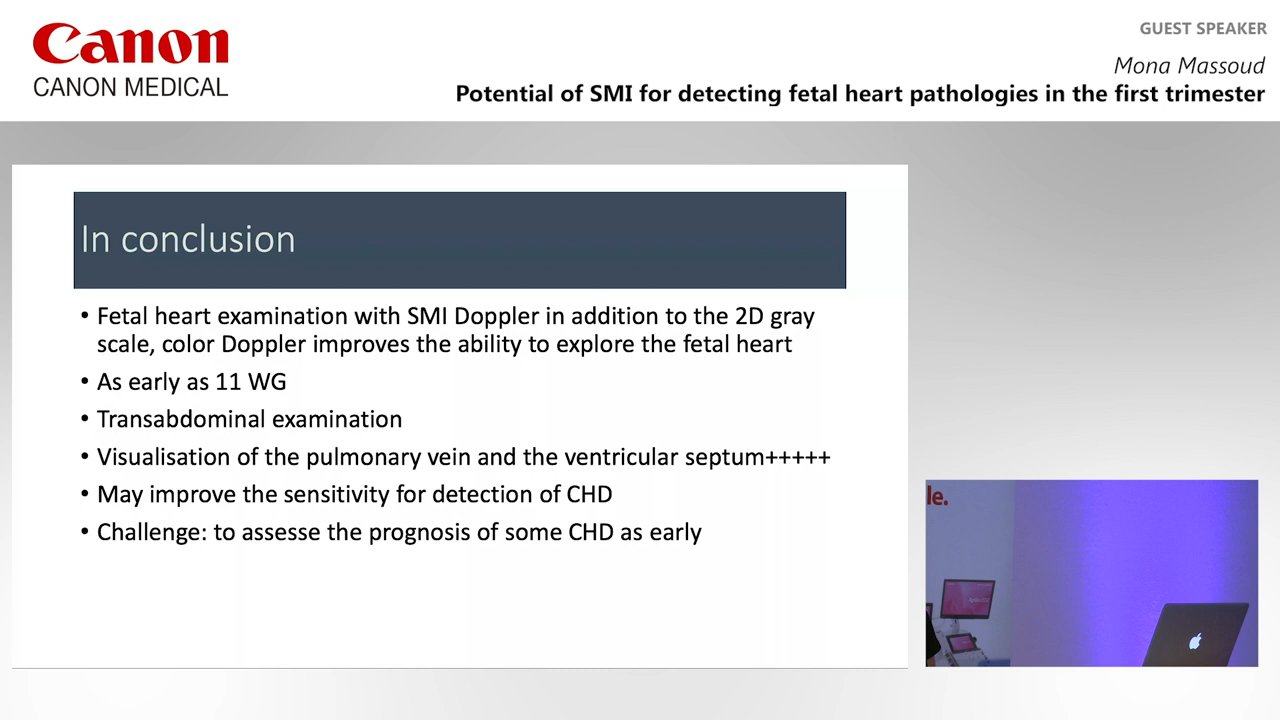 Canon
CANON MEDICAL
GUEST SPEAKER
Mona Massoud
Potential of SMI for detecting fetal heart pathologies in the first trimester
In conclusion
• Fetal heart examination with SMI Doppler in addition to the 2D gray
scale, color Doppler improves the ability to explore the fetal heart
• As early as 11 WG
• Transabdominal examination
• Visualisation of the pulmonary vein and the ventricular septum+++++
• May improve the sensitivity for detection of CHD
• Challenge: to assesse the prognosis of some CHD as early
le.